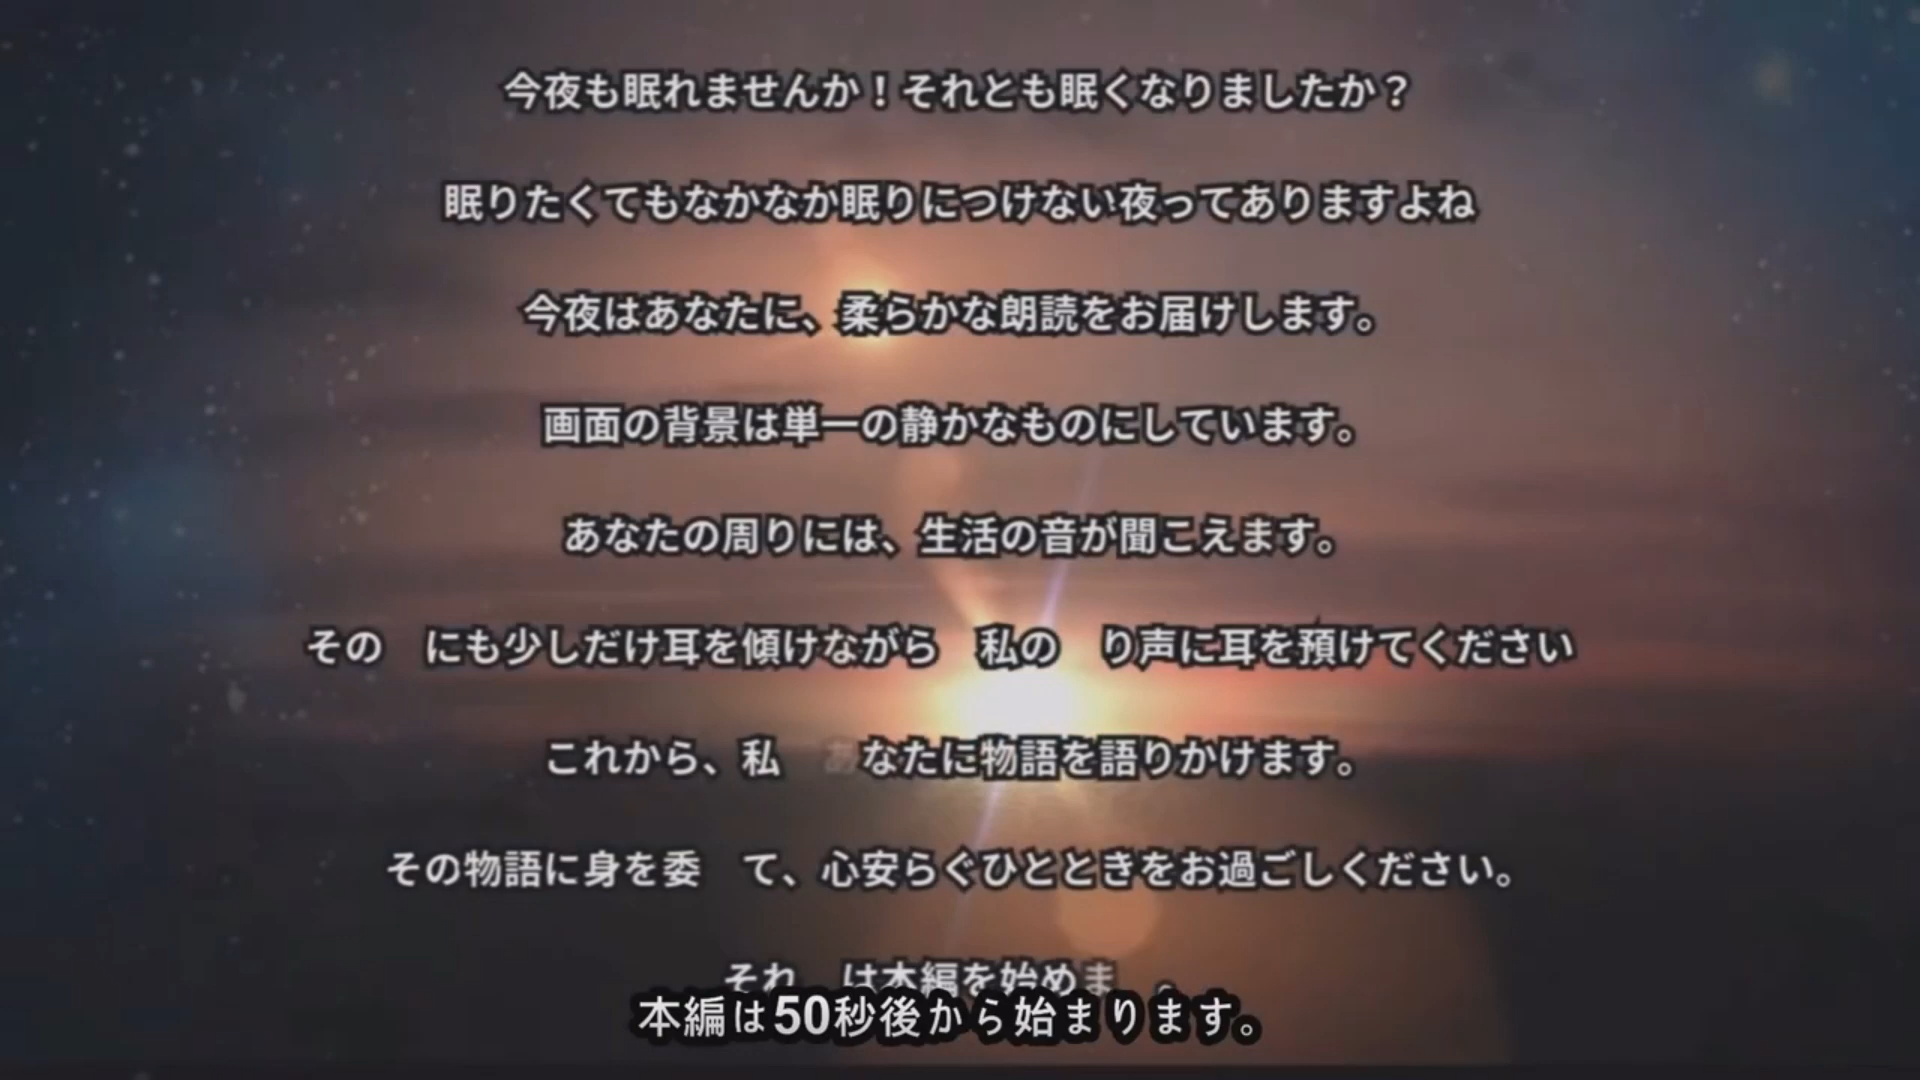 今夜も眠れませんか！それとも眠くなりましたか？
眠りたくてもなかなか眠りにつけない夜ってありますよね
今夜はあなたに、柔らかな朗読をお届けします。
画面の背景は単一の静かなものにしています。
あなたの周りには、生活の音が聞こえます。
その　にも少しだけ耳を傾けながら　私の　り声に耳を預けてください
これから、私　あなたに物語を語りかけます。
その物語に身を委　て、心安らぐひとときをお過ごしください。
それ　は本編を始めま　。
本編は50秒後から始まります。